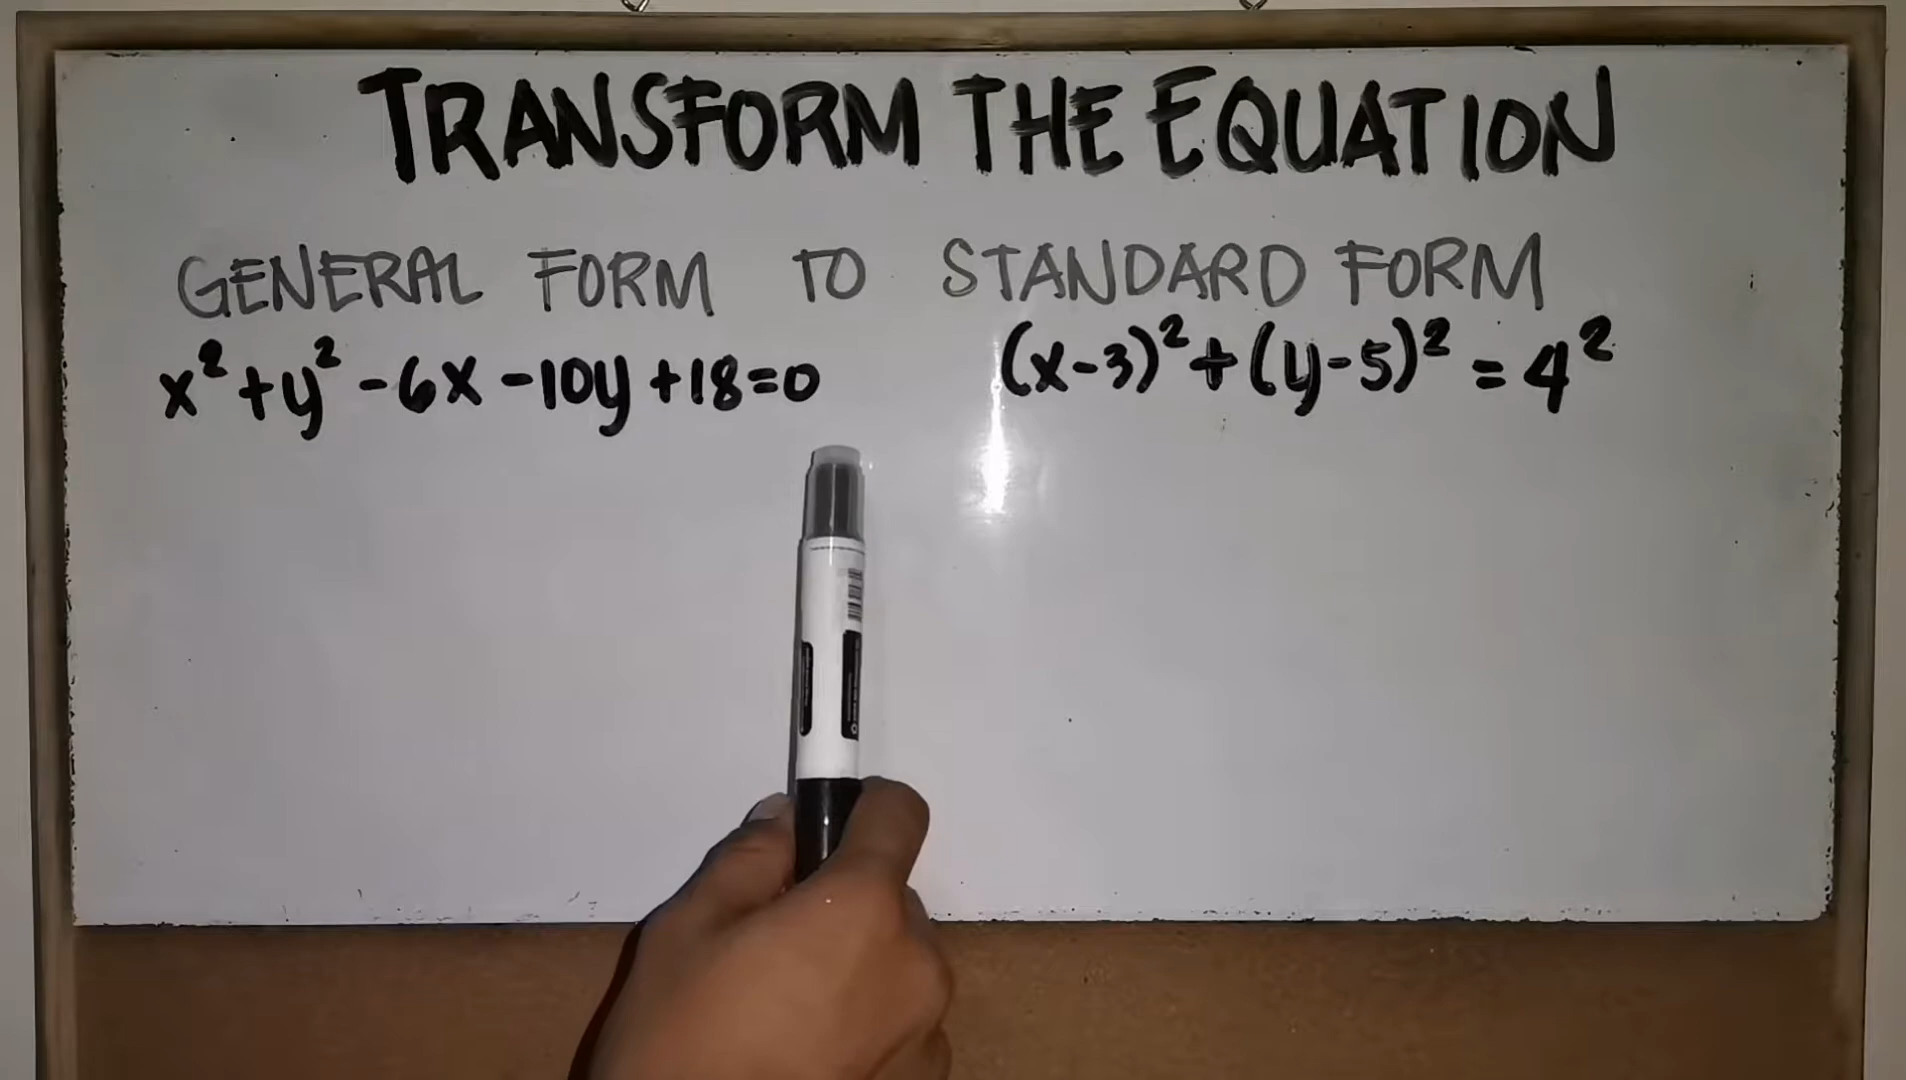 TRANSFORM THE EQUATION
GENERAL FORM TO STANDARD FORM
x²+y²-6x-10y+18=0 (x-3)²+(y-5)²=4²